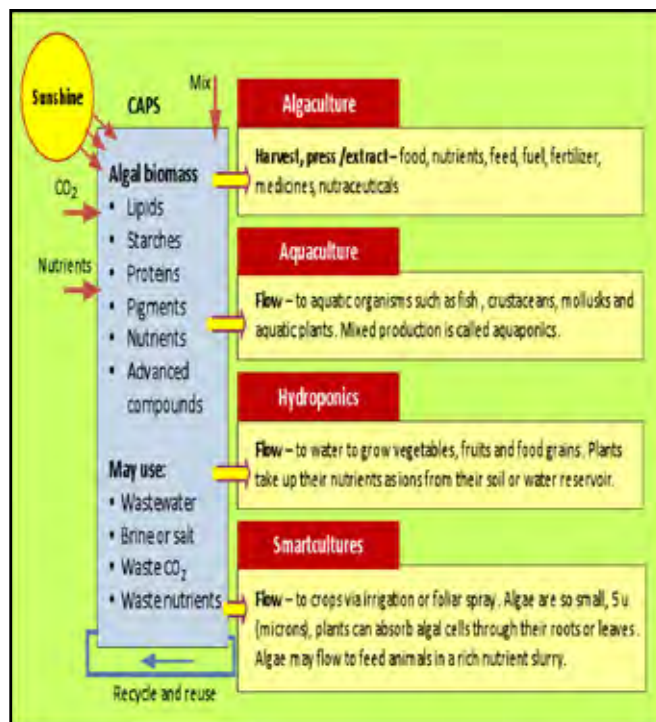 Sunshine
CAPS
Mix
CO₂
Nutrients
Algal biomass
• Lipids
• Starches
• Proteins
• Pigments
• Nutrients
• Advanced
compounds
May use:
• Wastewater
• Brine or salt
• Waste CO₂
• Waste nutrients
Recycle and reuse
Algaculture
Harvest, press /extract – food, nutrients, feed, fuel, fertilizer,
medicines, nutraceuticals
Aquaculture
Flow – to aquatic organisms such as fish , crustaceans, mollusks and
aquatic plants. Mixed production is called aquaponics.
Hydroponics
Flow – to water to grow vegetables, fruits and food grains. Plants
take up their nutrients as ions from their soil or water reservoir.
Smartcultures
Flow – to crops via irrigation or foliar spray. Algae are so small, 5 u
(microns), plants can absorb algal cells through their roots or leaves .
Algae may flow to feed animals in a rich nutrient slurry.